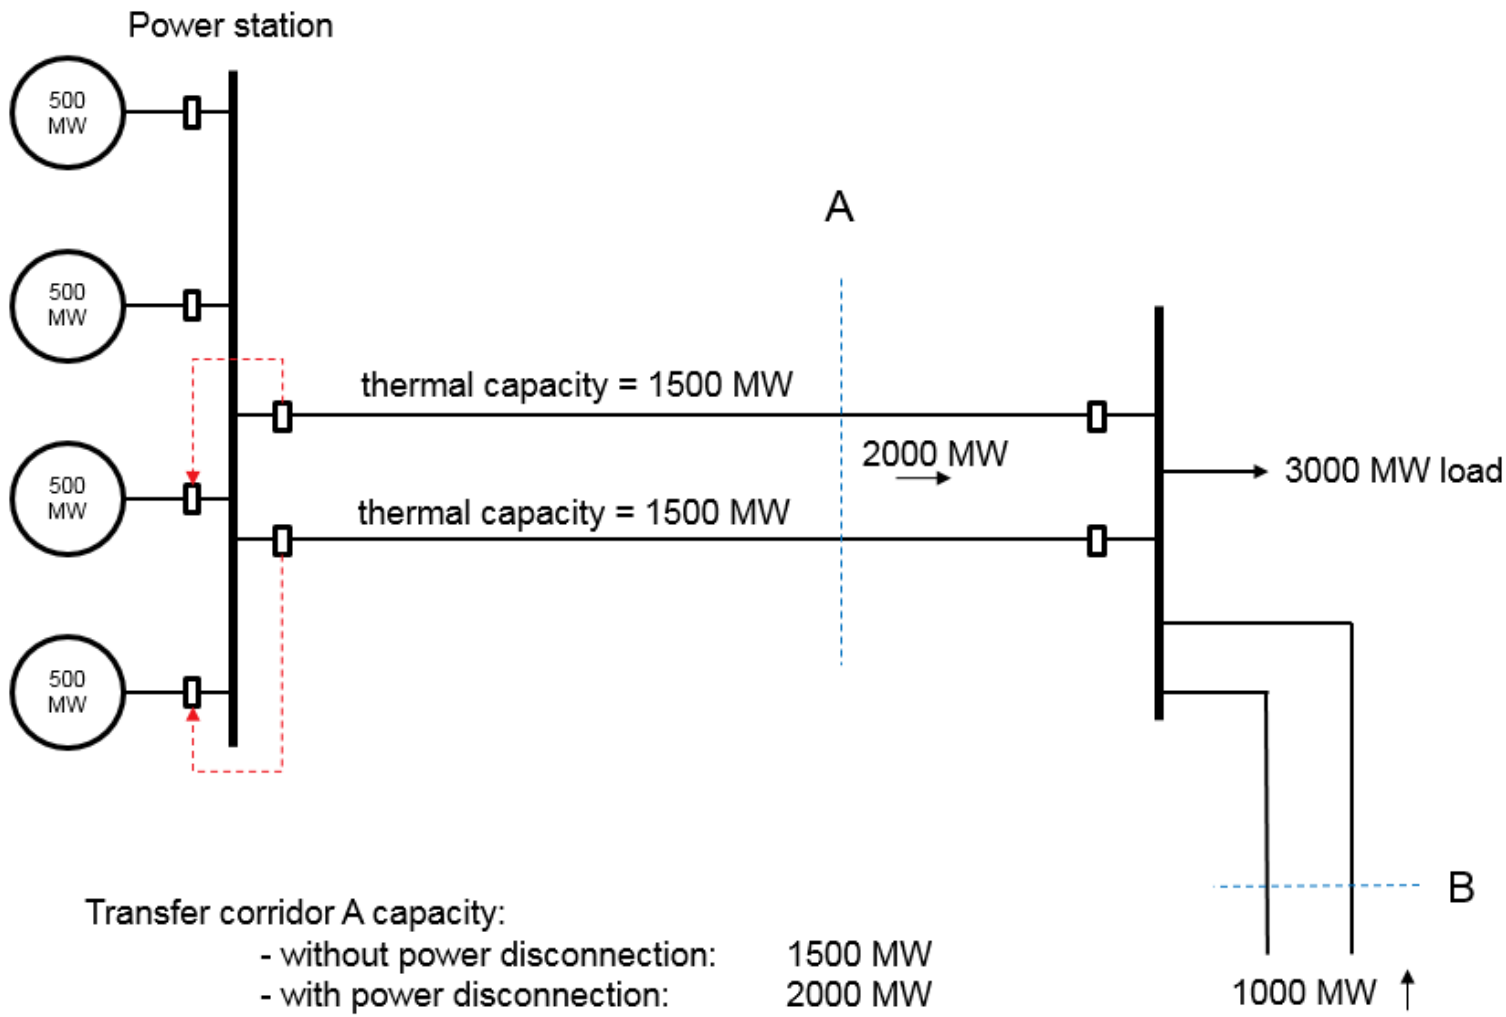 Power station
500
MW
A
500
MW
thermal capacity = 1500 MW
2000 MW
3000 MW load
500
MW
thermal capacity = 1500 MW
500
MW
B
Transfer corridor A capacity:
- without power disconnection: 1500 MW
- with power disconnection: 2000 MW
1000 MW